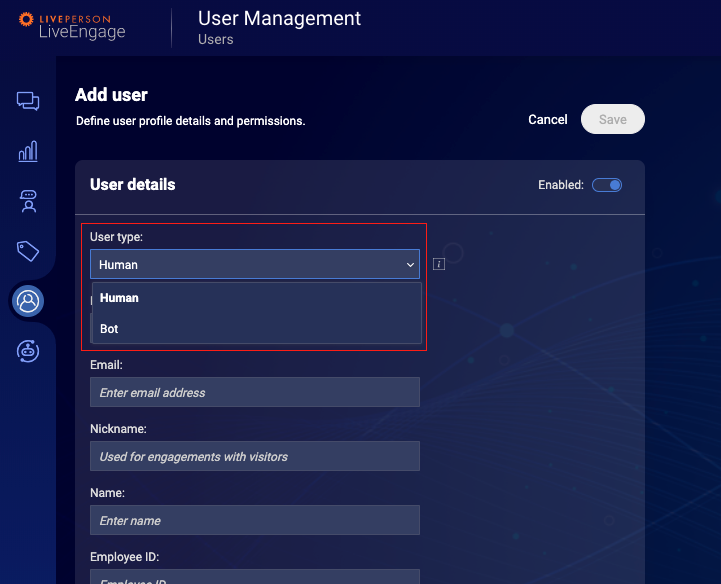 LIVEPERSON
LiveEngage
User Management
Users
Add user
Define user profile details and permissions.
Cancel
Save
User details
Enabled:
User type:
Human
i
Human
Bot
Email:
Enter email address
Nickname:
Used for engagements with visitors
Name:
Enter name
Employee ID:
Employee ID